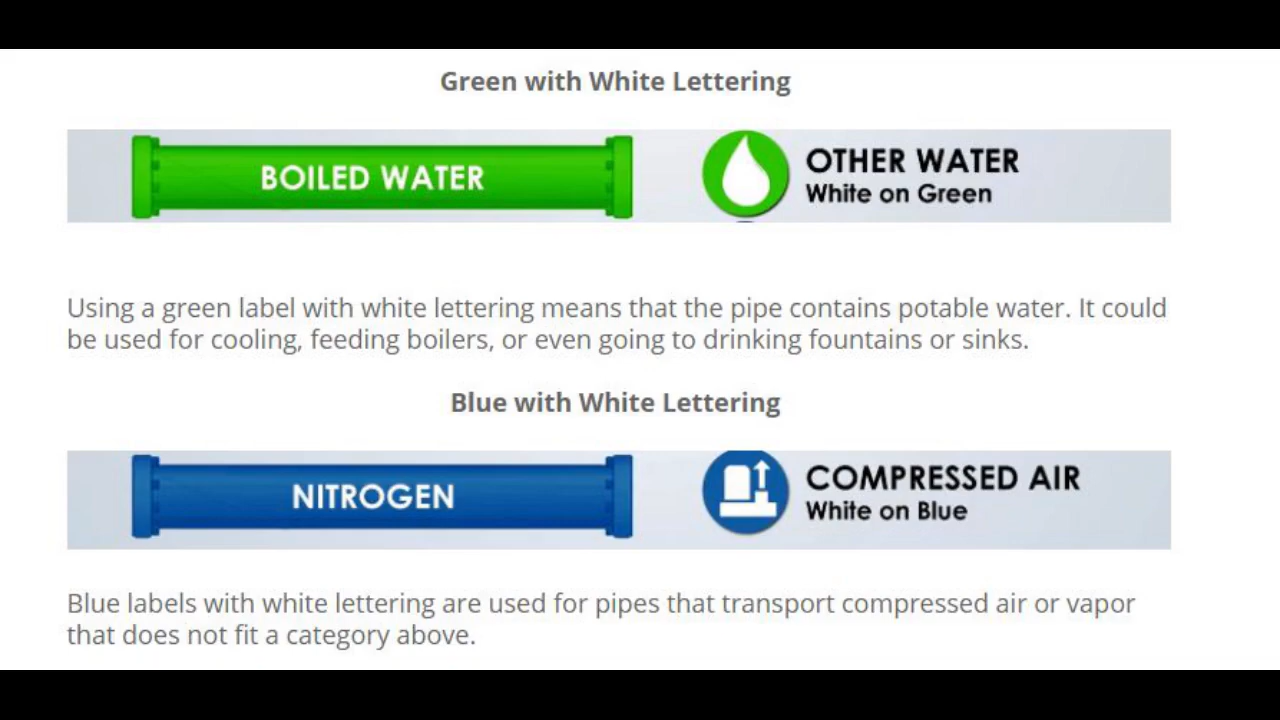 Green with White Lettering
BOILED WATER
OTHER WATER
White on Green
Using a green label with white lettering means that the pipe contains potable water. It could
be used for cooling, feeding boilers, or even going to drinking fountains or sinks.
Blue with White Lettering
NITROGEN
COMPRESSED AIR
White on Blue
Blue labels with white lettering are used for pipes that transport compressed air or vapor
that does not fit a category above.